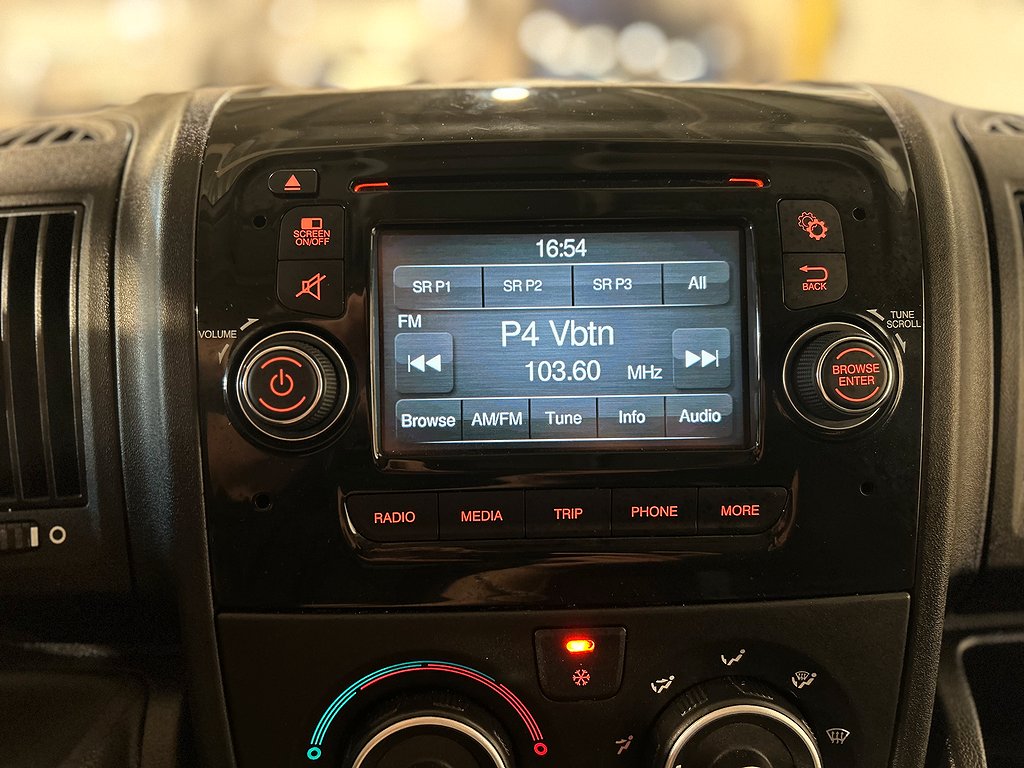 SCREEN
ON/OFF
VOLUME
16:54
SR P1 SR P2 SR P3 All
FM
P4 Vbtn
103.60 MHz
Browse AM/FM Tune Info Audio
BACK
TUNE
SCROLL
BROWSE
ENTER
RADIO MEDIA TRIP PHONE MORE